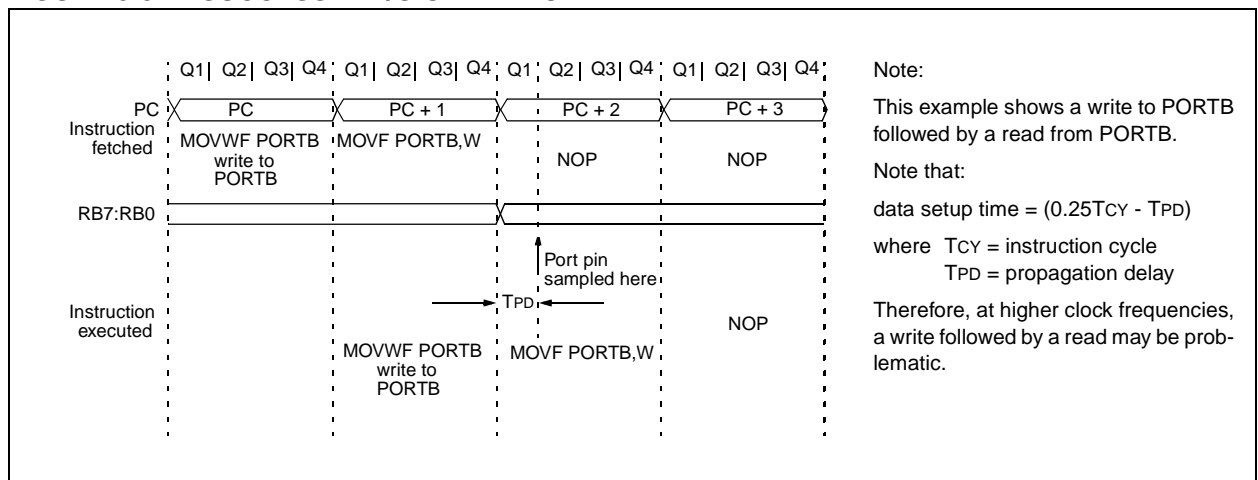 Q1| Q2| Q3| Q4 Q1| Q2| Q3| Q4 Q1| Q2| Q3| Q4 Q1| Q2| Q3| Q4
PC PC PC + 1 PC + 2 PC + 3
Instruction
fetched
MOVWF PORTB
write to
PORTB
MOVF PORTB,W
NOP
NOP
RB7:RB0
Port pin
sampled here
TPD
Instruction
executed
MOVWF PORTB
write to
PORTB
MOVF PORTB,W
NOP
Note:
This example shows a write to PORTB
followed by a read from PORTB.
Note that:
data setup time = (0.25TCY - TPD)
where TCY = instruction cycle
TPD = propagation delay
Therefore, at higher clock frequencies,
a write followed by a read may be prob-
lematic.